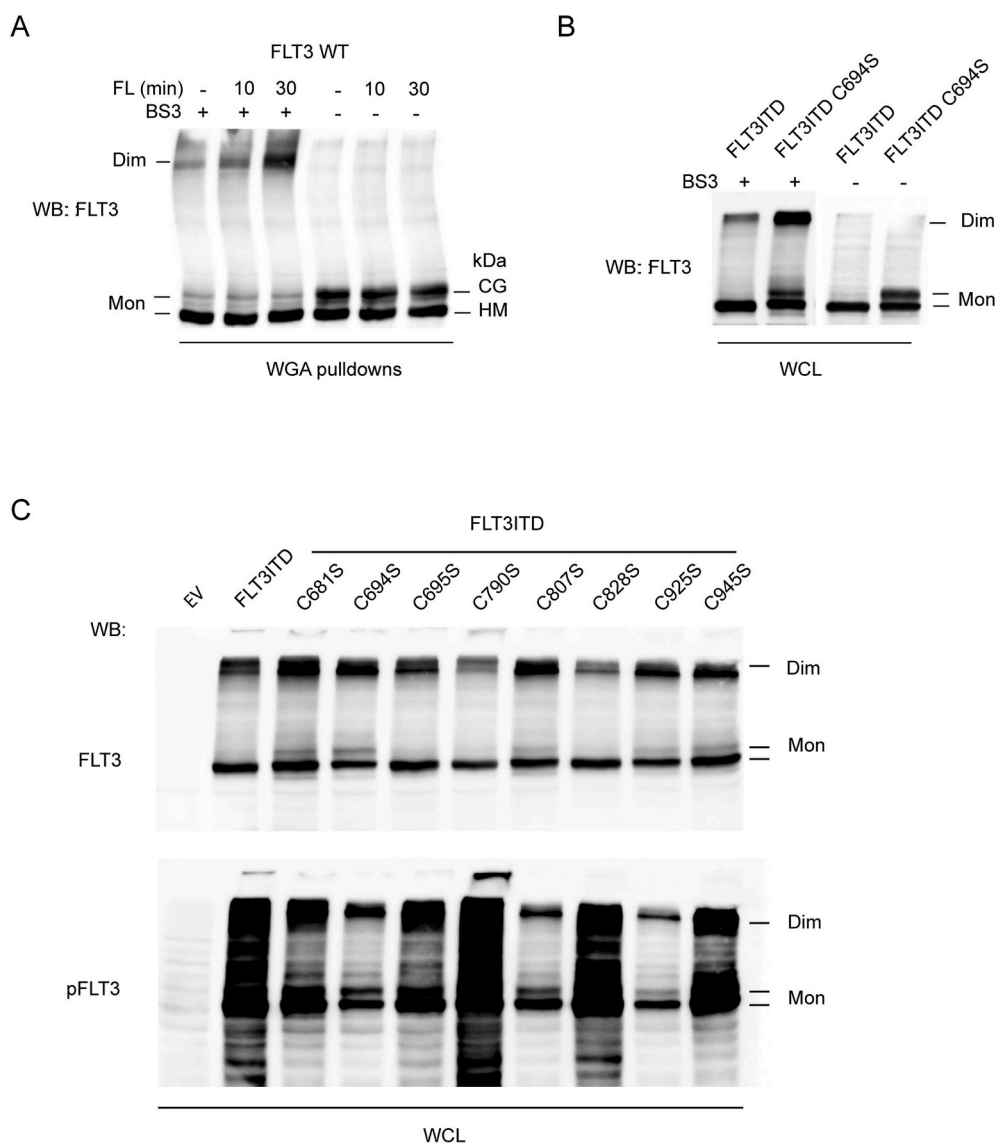 A
FLT3 WT
FL (min) - 10 30 - 10 30
BS3 + + + - - -
Dim
WB: FLT3
kDa
CG
Mon
HM
WGA pulldowns
B
FLT3ITD FLT3ITD C694S FLT3ITD FLT3ITD C694S
BS3 + + - -
Dim
WB: FLT3
Mon
WCL
C
FLT3ITD
EV FLT3ITD C681S C694S C695S C790S C807S C828S C925S C945S
WB:
Dim
Mon
FLT3
Dim
pFLT3
Mon
WCL